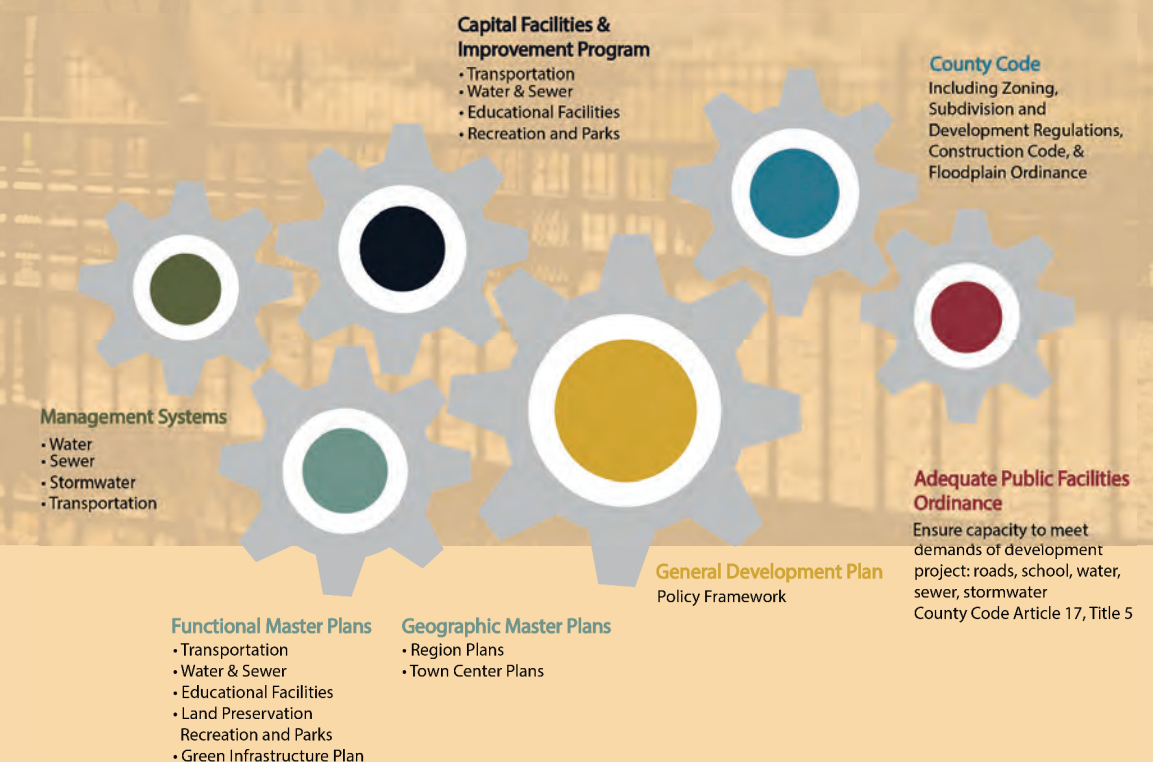 Capital Facilities &
Improvement Program
• Transportation
• Water & Sewer
• Educational Facilities
• Recreation and Parks
County Code
Including Zoning,
Subdivision and
Development Regulations,
Construction Code, &
Floodplain Ordinance
Management Systems
• Water
• Sewer
• Stormwater
• Transportation
Adequate Public Facilities
Ordinance
Ensure capacity to meet
demands of development
project: roads, school, water,
sewer, stormwater
County Code Article 17, Title 5
General Development Plan
Policy Framework
Functional Master Plans
• Transportation
• Water & Sewer
• Educational Facilities
• Land Preservation
Recreation and Parks
• Green Infrastructure Plan
Geographic Master Plans
• Region Plans
• Town Center Plans